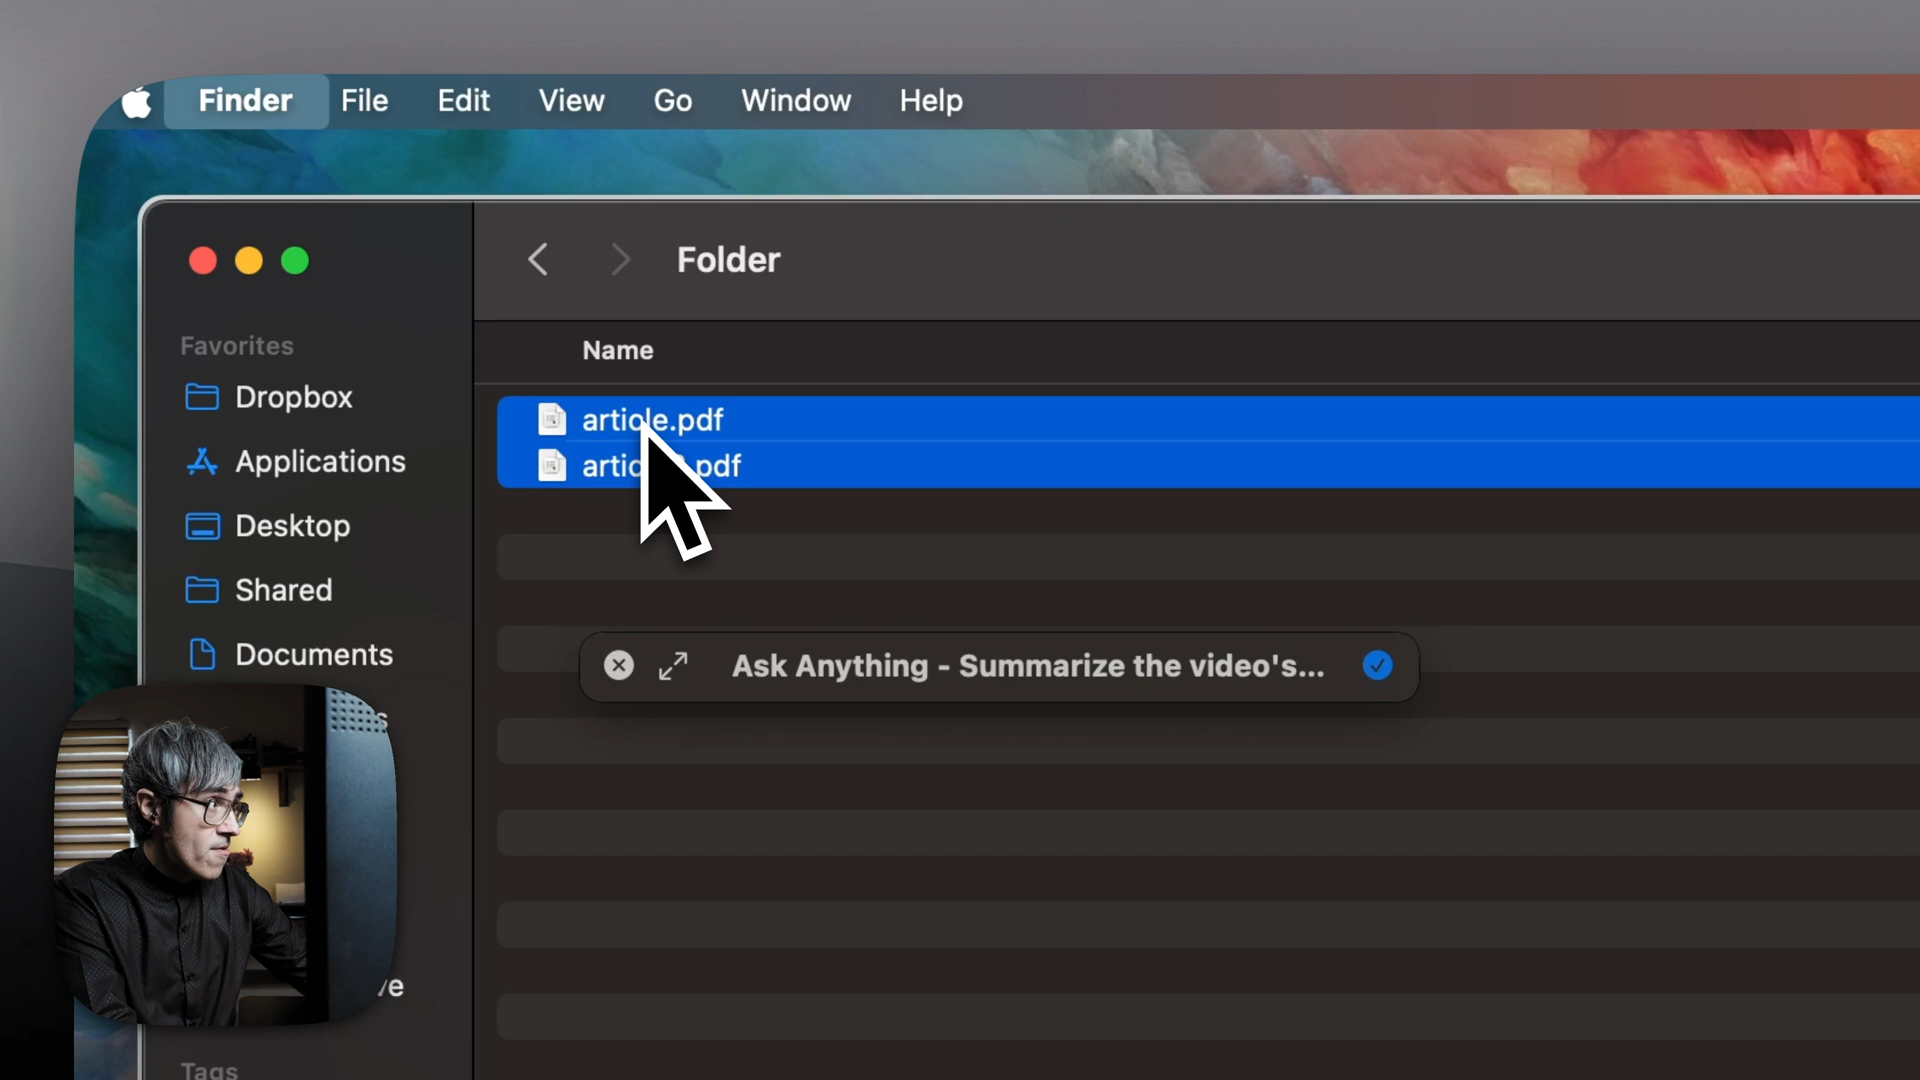 Finder File Edit View Go Window Help
Folder
Favorites
Name
Dropbox
article.pdf
Applications
pdf
Desktop
Shared
Documents
Ask Anything - Summarize the video's...
Tags